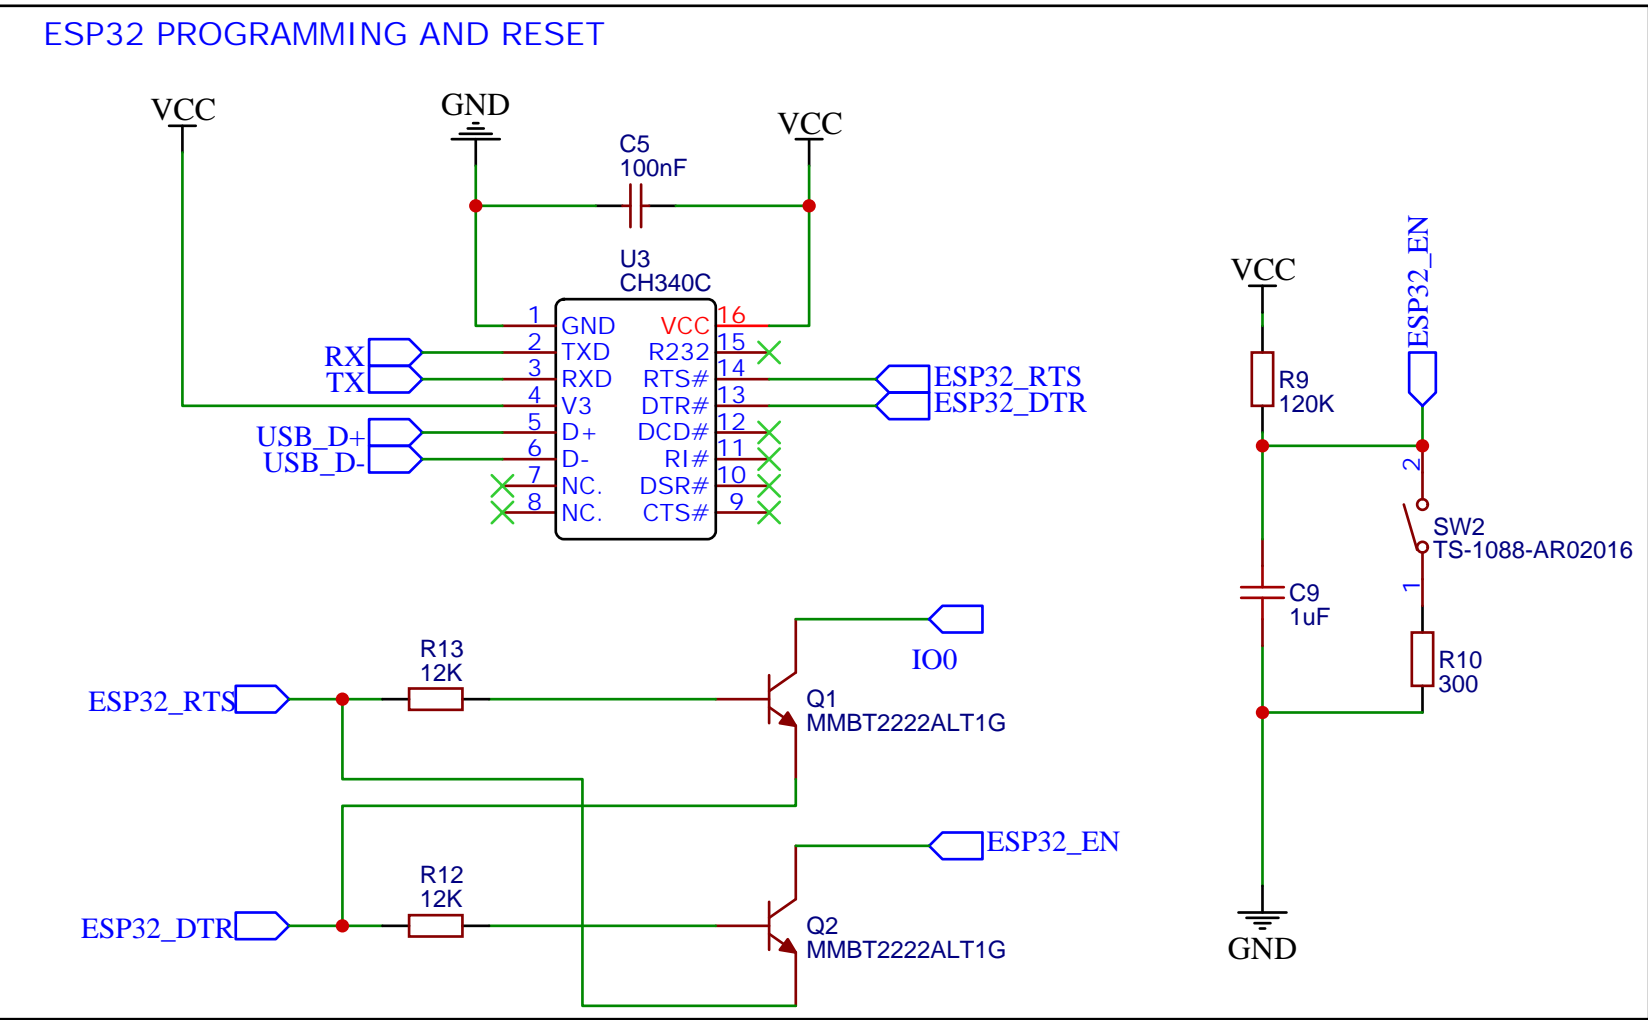 ESP32 PROGRAMMING AND RESET
VCC
GND
VCC
C5
100nF
U3
CH340C
1 GND VCC 16
2 TXD R232 15
3 RXD RTS# 14
4 V3 DTR# 13
5 D+ DCD# 12
6 D- RI# 11
7 NC. DSR# 10
8 NC. CTS# 9
RX
TX
USB_D+
USB_D-
ESP32_RTS
ESP32_DTR
VCC
ESP32_EN
R9
120K
2
SW2
TS-1088-AR02016
1
C9
1uF
R10
300
GND
ESP32_RTS
R13
12K
IO0
Q1
MMBT2222ALT1G
ESP32_DTR
R12
12K
ESP32_EN
Q2
MMBT2222ALT1G